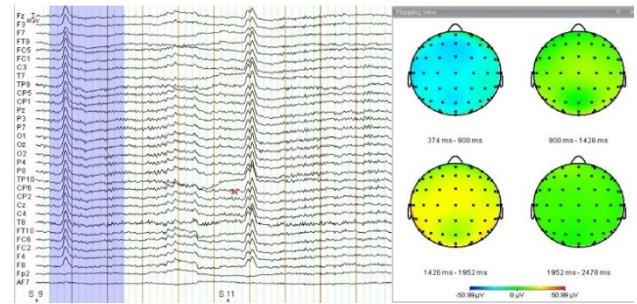 Fz
F3
F7
FT9
FC5
FC1
C3
T7
TP9
CP5
CP1
Pz
P3
P7
O1
Oz
O2
P4
P8
TP10
CP6
CP2
Cz
C4
T8
FT10
FC6
FC2
F4
F8
Fp2
AF7
S 9
S 11
Mapping View
374 ms - 900 ms
900 ms - 1426 ms
1426 ms - 1952 ms
1952 ms - 2478 ms
-50.99 µV 0 µV 50.99 µV